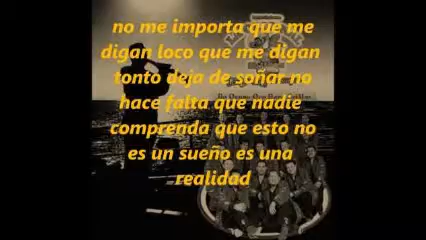 no me importa que me
digan loco que me digan
tonto deja de soñar no
hace falta que nadie
comprenda que esto no
es un sueño es una
realidad